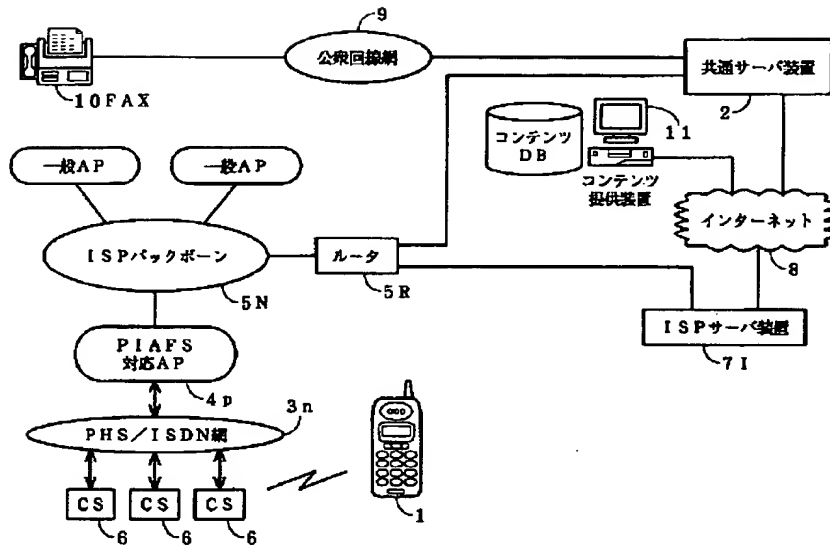 9
公衆回線網
共通サーバ装置
2
10FAX
コンテンツ
DB
11
コンテンツ
提供装置
一般AP
一般AP
インターネット
8
ISPバックボーン
5N
ルータ
5R
ISPサーバ装置
7I
PIAFS
対応AP
4p
3n
PHS/ISDN網
CS
CS
CS
6
6
6
1